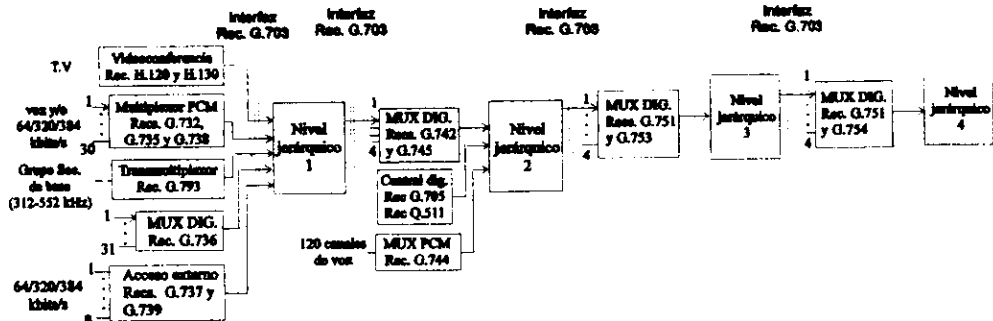 Interfaz
Rec. G.703
Interfaz
Rec. G.703
Interfaz
Rec. G.703
Interfaz
Rec. G.703
T.V
Videoconferencia
Rec. H.120 y H.130
voz y/o
64/320/384
kbits/s
1
30
Multiplexor PCM
Recs. G.732,
G.735 y G.738
Grupo Sec.
de base
(312-552 kHz)
Transmultiplexor
Rec. G.793
1
31
MUX DIG.
Rec. G.736
64/320/384
kbits/s
1
Acceso externo
Recs. G.737 y
G.739
Nivel
jerárquico
1
1
4
MUX DIG.
Recs. G.742
y G.745
Central dig.
Rec G.705
Rec Q.511
120 canales
de voz
MUX PCM
Rec. G.744
Nivel
jerárquico
2
1
4
MUX DIG.
Recs. G.751
y G.753
Nivel
jerárquico
3
1
4
MUX DIG.
Rec. G.751
y G.754
Nivel
jerárquico
4